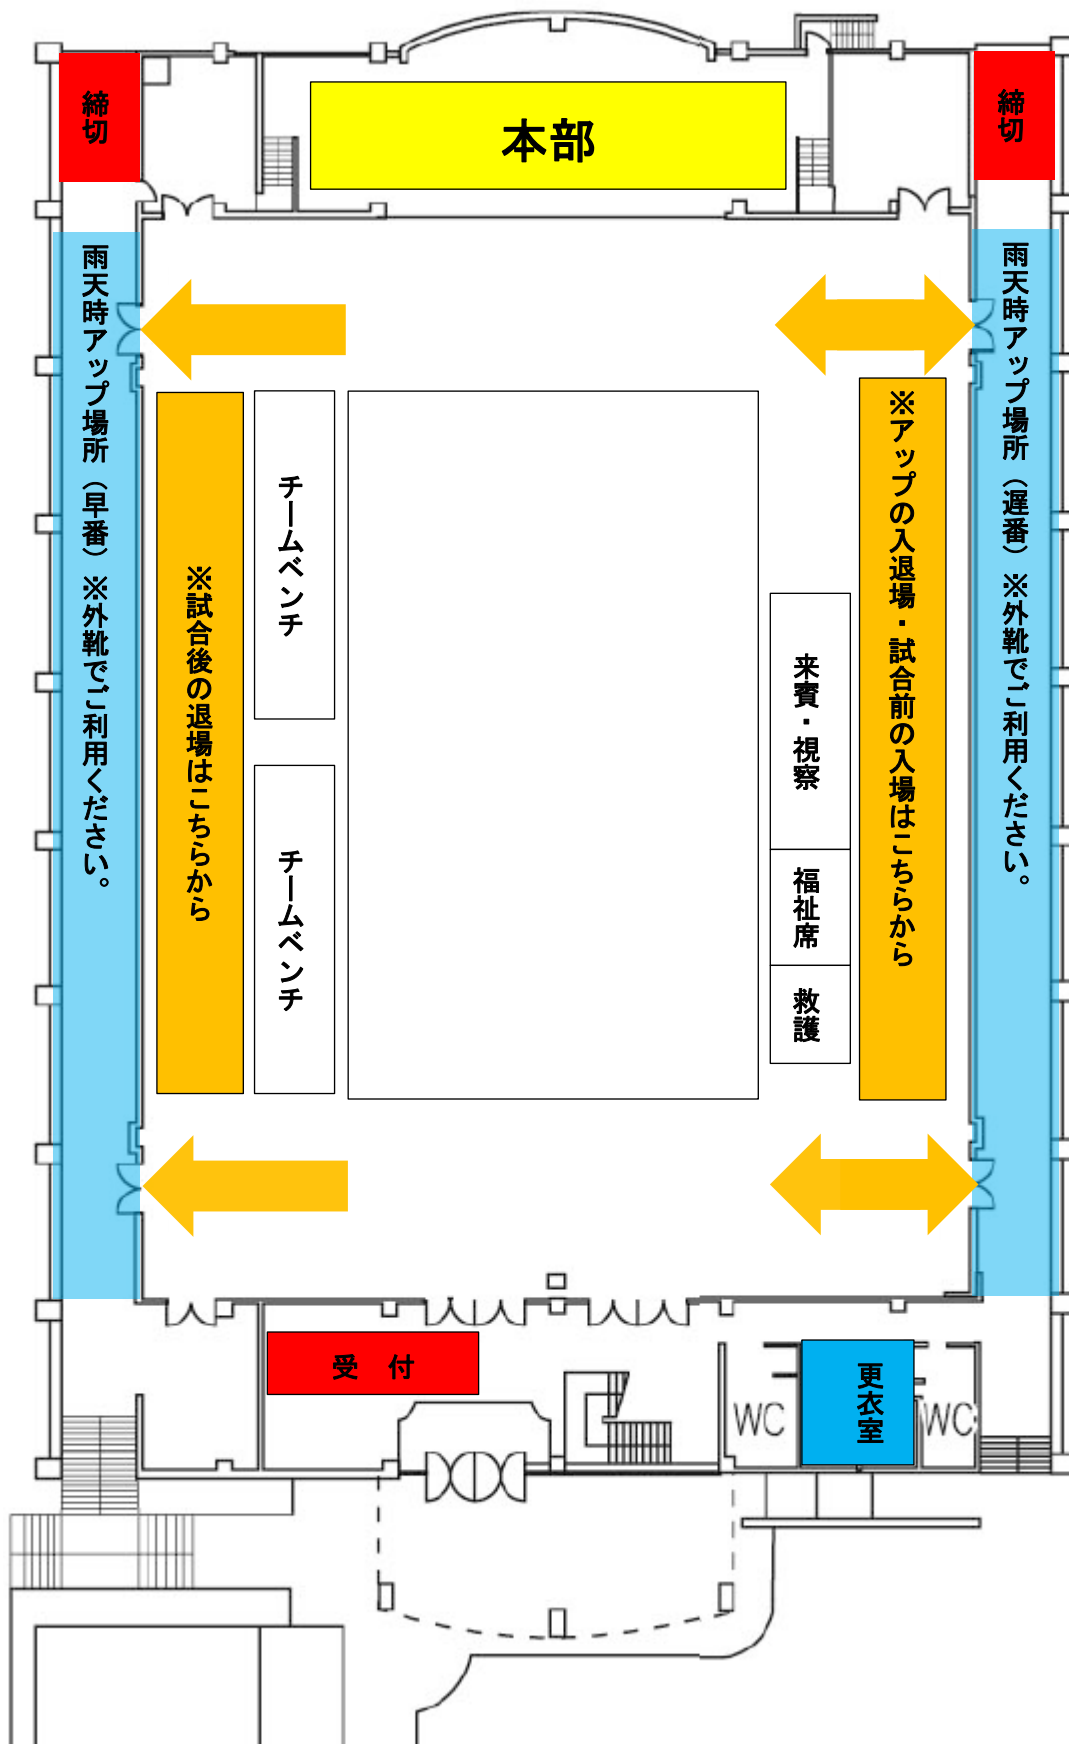 締切
本部
締切
雨天時アップ場所（早番）※外靴でご利用ください。
※試合後の退場はこちらから
チームベンチ
チームベンチ
来賓・視察
福祉席
救護
※アップの入退場・試合前の入場はこちらから
雨天時アップ場所（遅番）※外靴でご利用ください。
受　付
WC
更衣室
WC